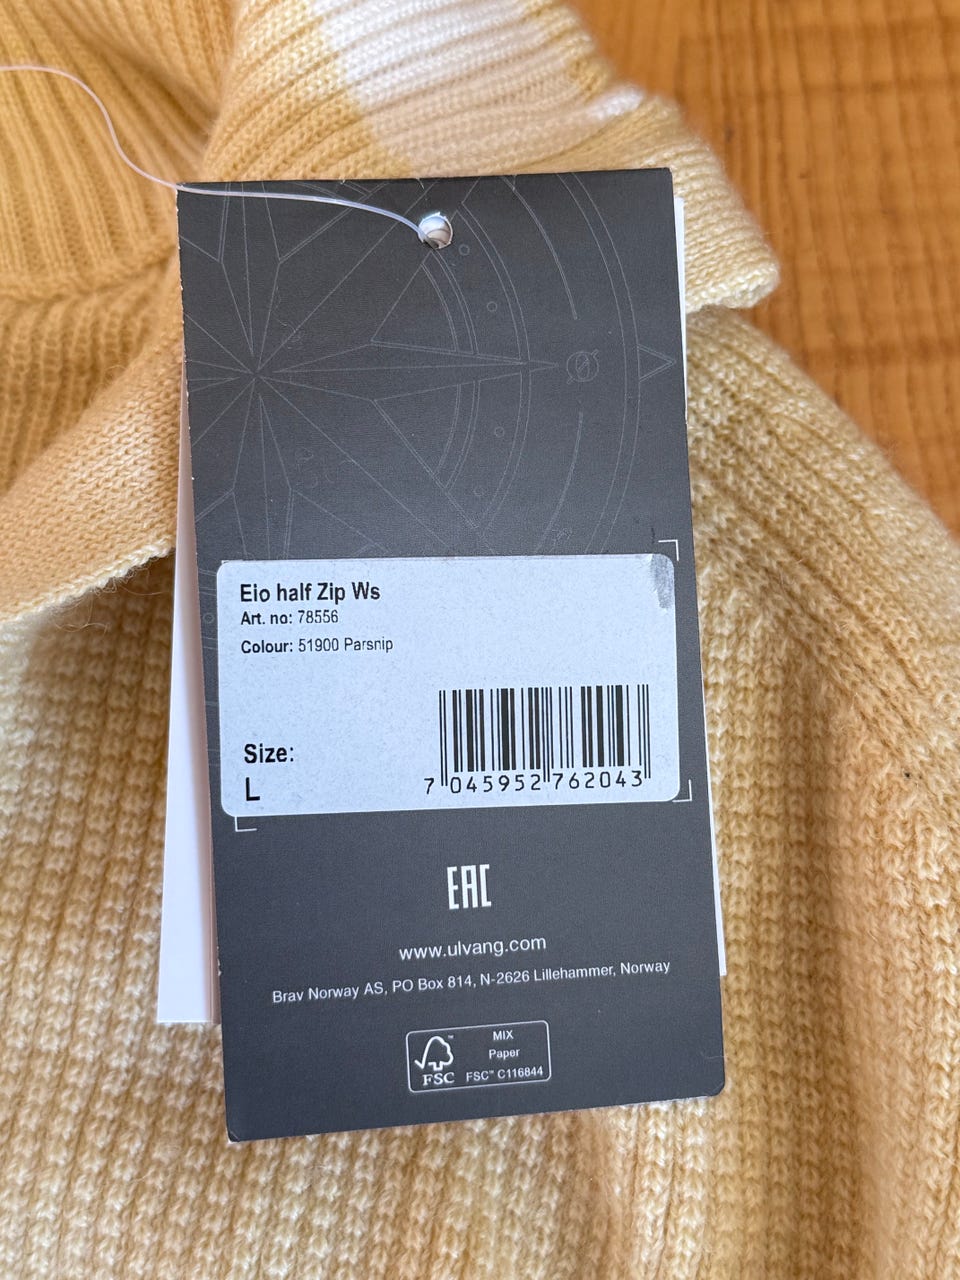 Eio half Zip Ws
Art. no: 78556
Colour: 51900 Parsnip
Size:
L
7 045952 762043
EAC
www.ulvang.com
Brav Norway AS, PO Box 814, N-2626 Lillehammer, Norway
MIX
Paper
FSC™ C116844
FSC